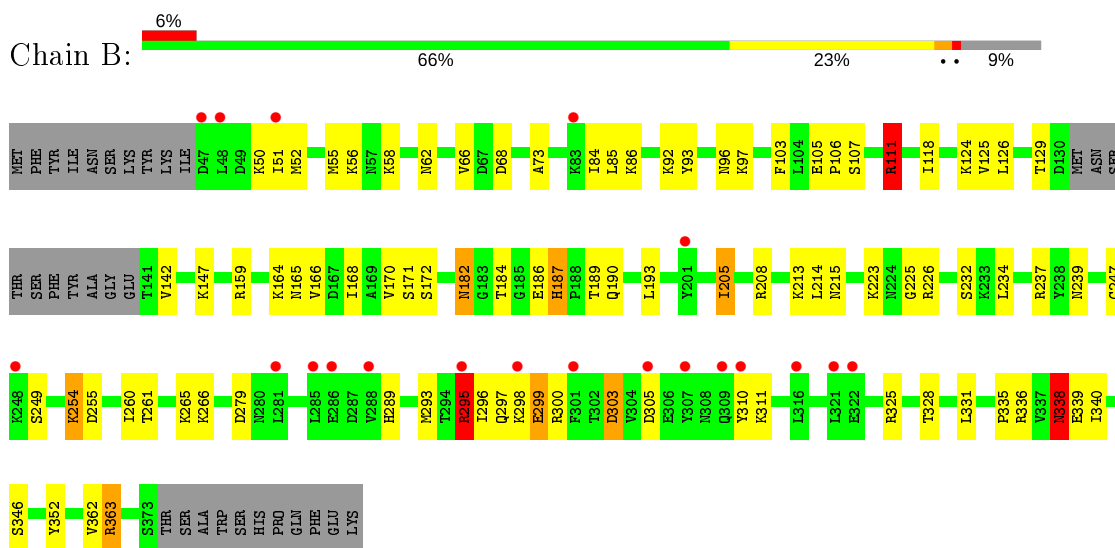 6%
Chain B:
66% 23% • • 9%
MET PHE TYR ILE ASN SER LYS TYR LYS ILE D47 L48 D49 K50 I51 M52 M55 K56 N57 K58 N62 V66 D67 D68 A73 K83 I84 L85 K86 K92 Y93 N96 K97 F103 L104 E105 P106 S107 R111 I118 K124 V125 L126 T129 D130 MET ASN SER
THR SER PHE TYR ALA GLY GLU T141 V142 K147 R159 K164 N165 V166 D167 I168 A169 V170 S171 S172 N182 G183 T184 G185 E186 H187 P188 T189 Q190 L193 Y201 I205 R208 K213 L214 N215 K223 N224 G225 R226 S232 K233 L234 R237 Y238 N239 G247
K248 S249 K254 D255 I260 T261 K265 K266 D279 N280 L281 L285 E286 D287 V288 H289 M293 T294 R295 I296 Q297 K298 E299 R300 F301 T302 D303 V304 D305 E306 Y307 N308 Q309 Y310 K311 L316 L321 E322 R325 T328 L331 P335 R336 V337 N338 E339 I340
S346 Y352 V362 R363 S373 THR SER ALA TRP SER HIS PRO GLN PHE GLU LYS